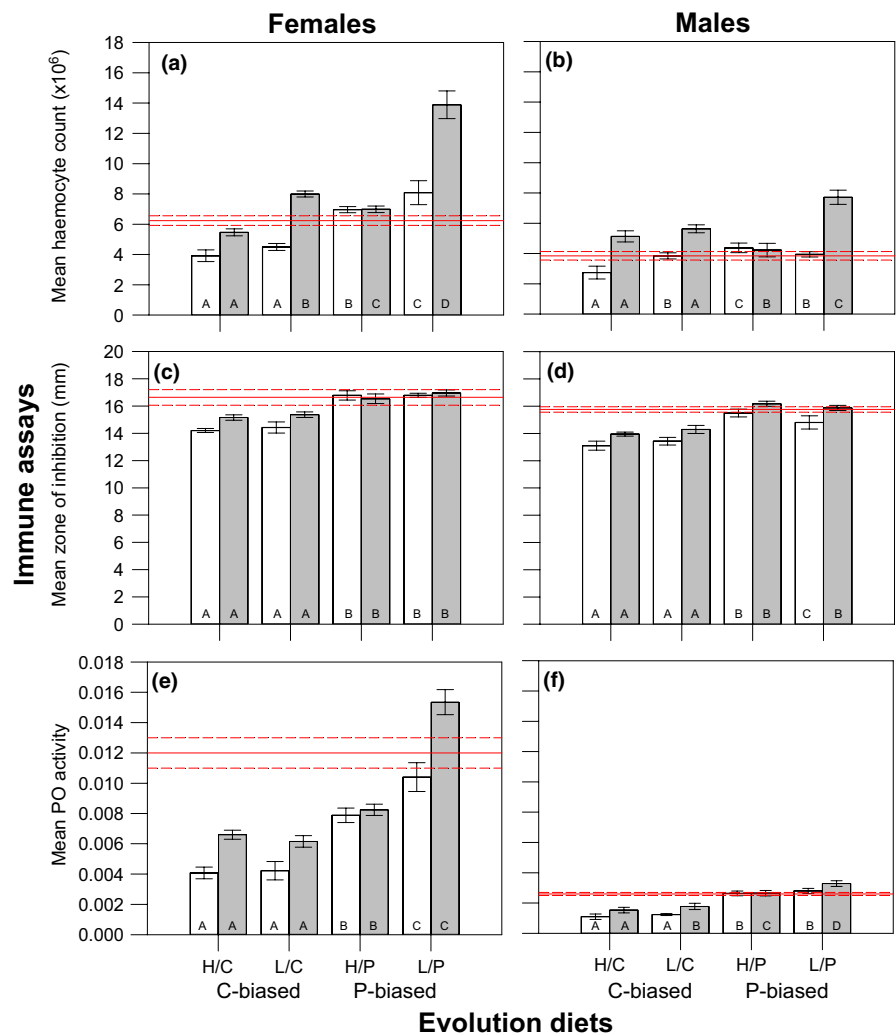 Females
Males
Immune assays
Mean haemocyte count (x10⁶)
(a)
18
16
14
12
10
8
6
4
2
0
A A A B B C C D
(b)
A A B A C B B C
Mean zone of inhibition (mm)
(c)
20
18
16
14
12
10
8
6
4
2
0
A A A A B B B B
(d)
A A A A B B C B
Mean PO activity
(e)
0.018
0.016
0.014
0.012
0.010
0.008
0.006
0.004
0.002
0.000
A A A A B B C C
(f)
A A A B B C B D
H/C L/C H/P L/P
C-biased P-biased
H/C L/C H/P L/P
C-biased P-biased
Evolution diets